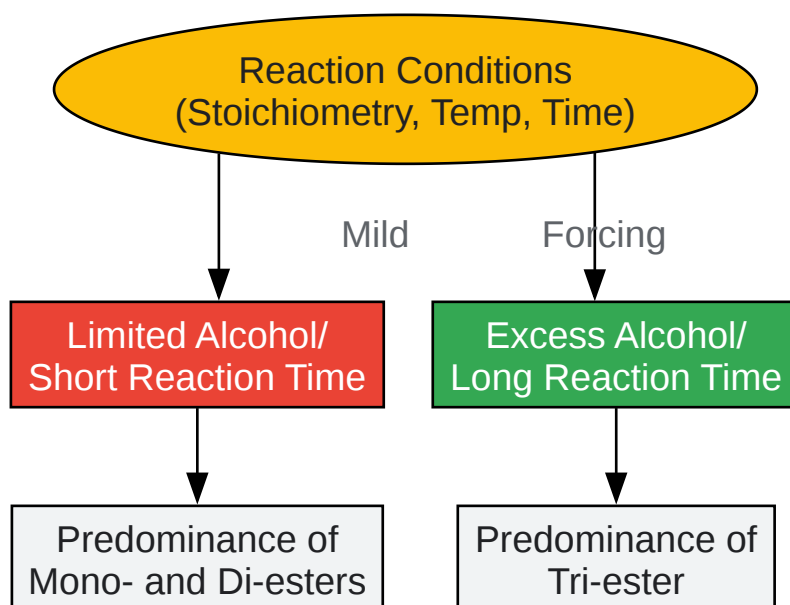 Reaction Conditions
(Stoichiometry, Temp, Time)
Mild
Forcing
Limited Alcohol/
Short Reaction Time
Excess Alcohol/
Long Reaction Time
Predominance of
Mono- and Di-esters
Predominance of
Tri-ester